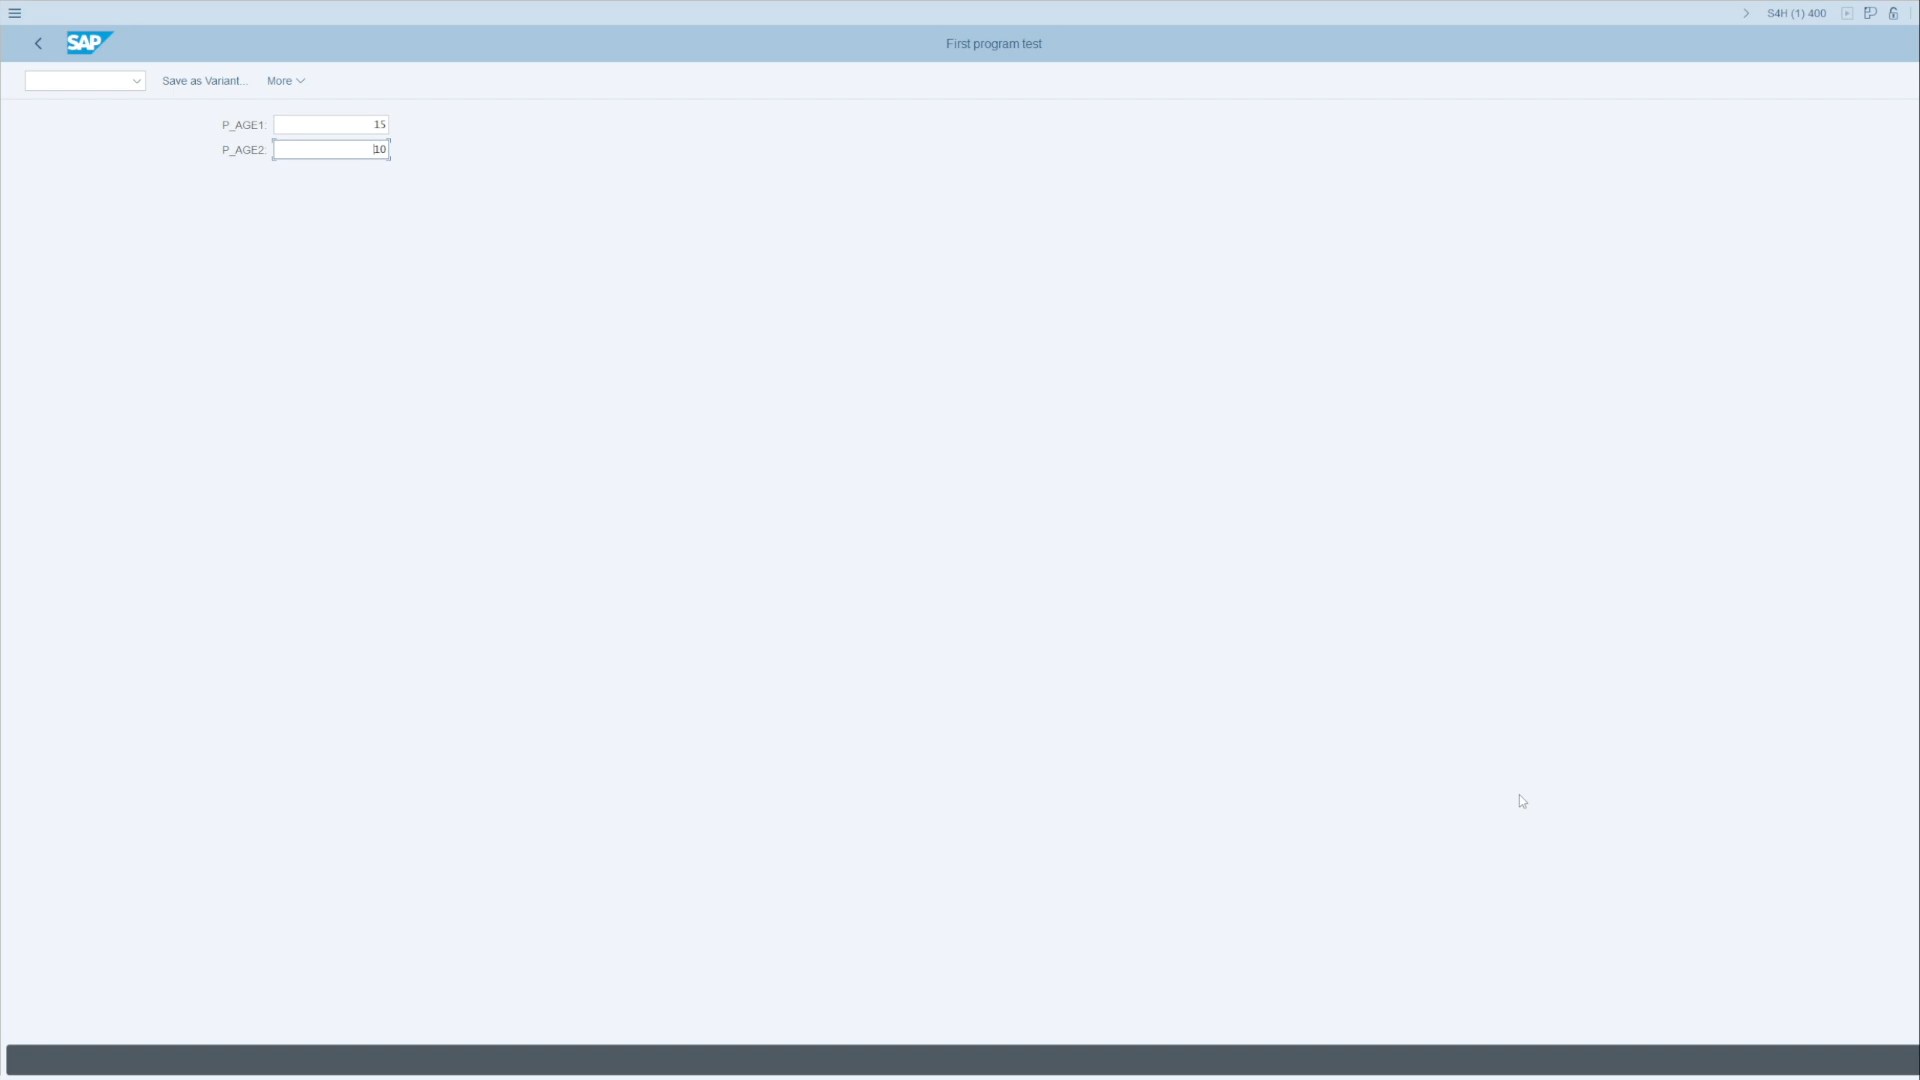 S4H (1) 400
SAP
First program test
Save as Variant... More
P_AGE1: 15
P_AGE2: 10